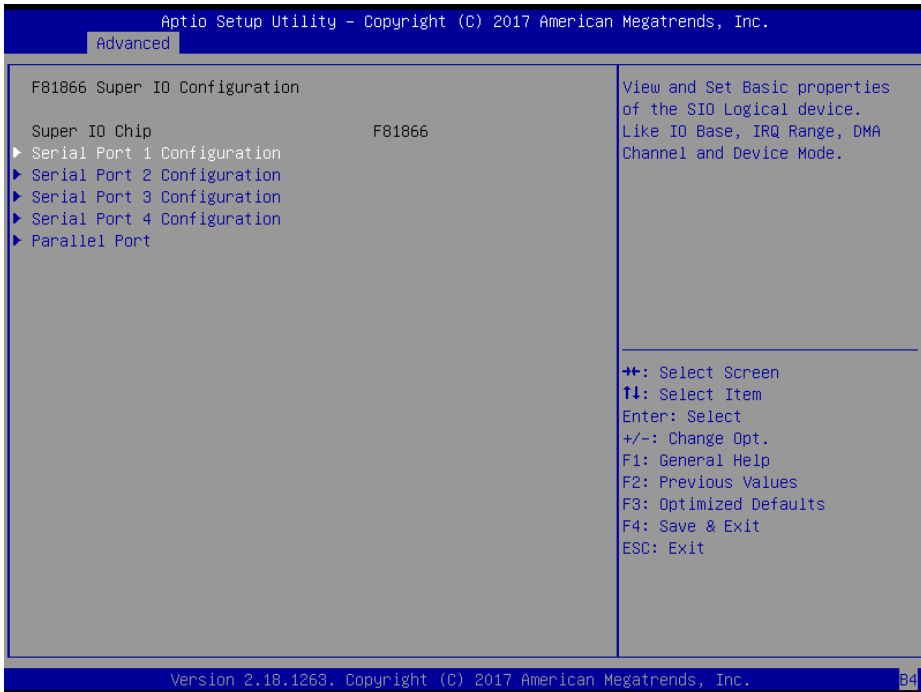 Aptio Setup Utility – Copyright (C) 2017 American Megatrends, Inc.
Advanced
F81866 Super IO Configuration
Super IO Chip F81866
Serial Port 1 Configuration
Serial Port 2 Configuration
Serial Port 3 Configuration
Serial Port 4 Configuration
Parallel Port
View and Set Basic properties
of the SIO Logical device.
Like IO Base, IRQ Range, DMA
Channel and Device Mode.
→←: Select Screen
↑↓: Select Item
Enter: Select
+/-: Change Opt.
F1: General Help
F2: Previous Values
F3: Optimized Defaults
F4: Save & Exit
ESC: Exit
Version 2.18.1263. Copyright (C) 2017 American Megatrends, Inc.
B4